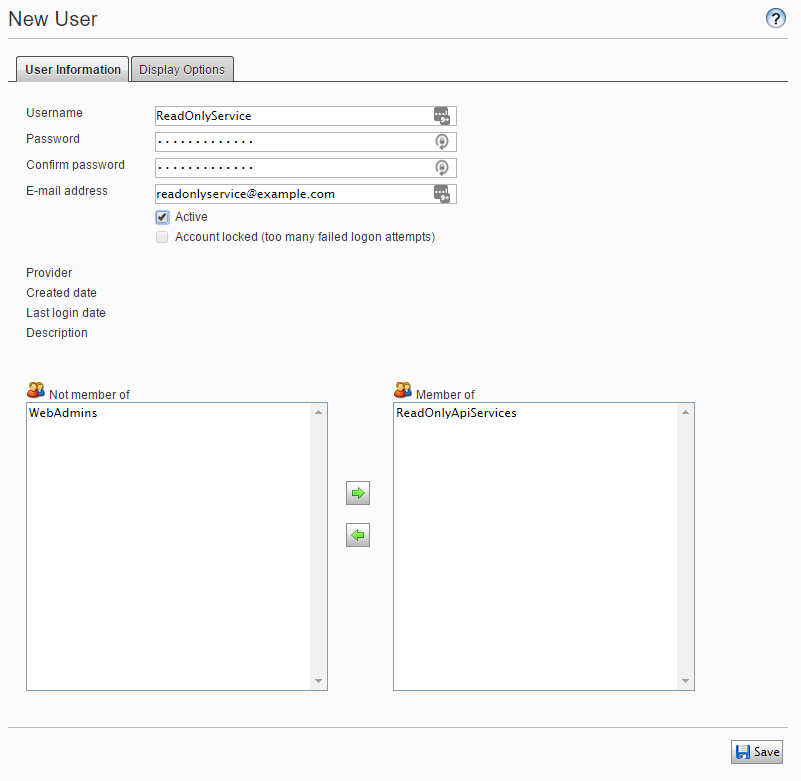 New User
?
User Information Display Options
Username ReadOnlyService
Password •••••••••••••
Confirm password •••••••••••••
E-mail address readonlyservice@example.com
Active
Account locked (too many failed logon attempts)
Provider
Created date
Last login date
Description
Not member of
WebAdmins
Member of
ReadOnlyApiServices
Save